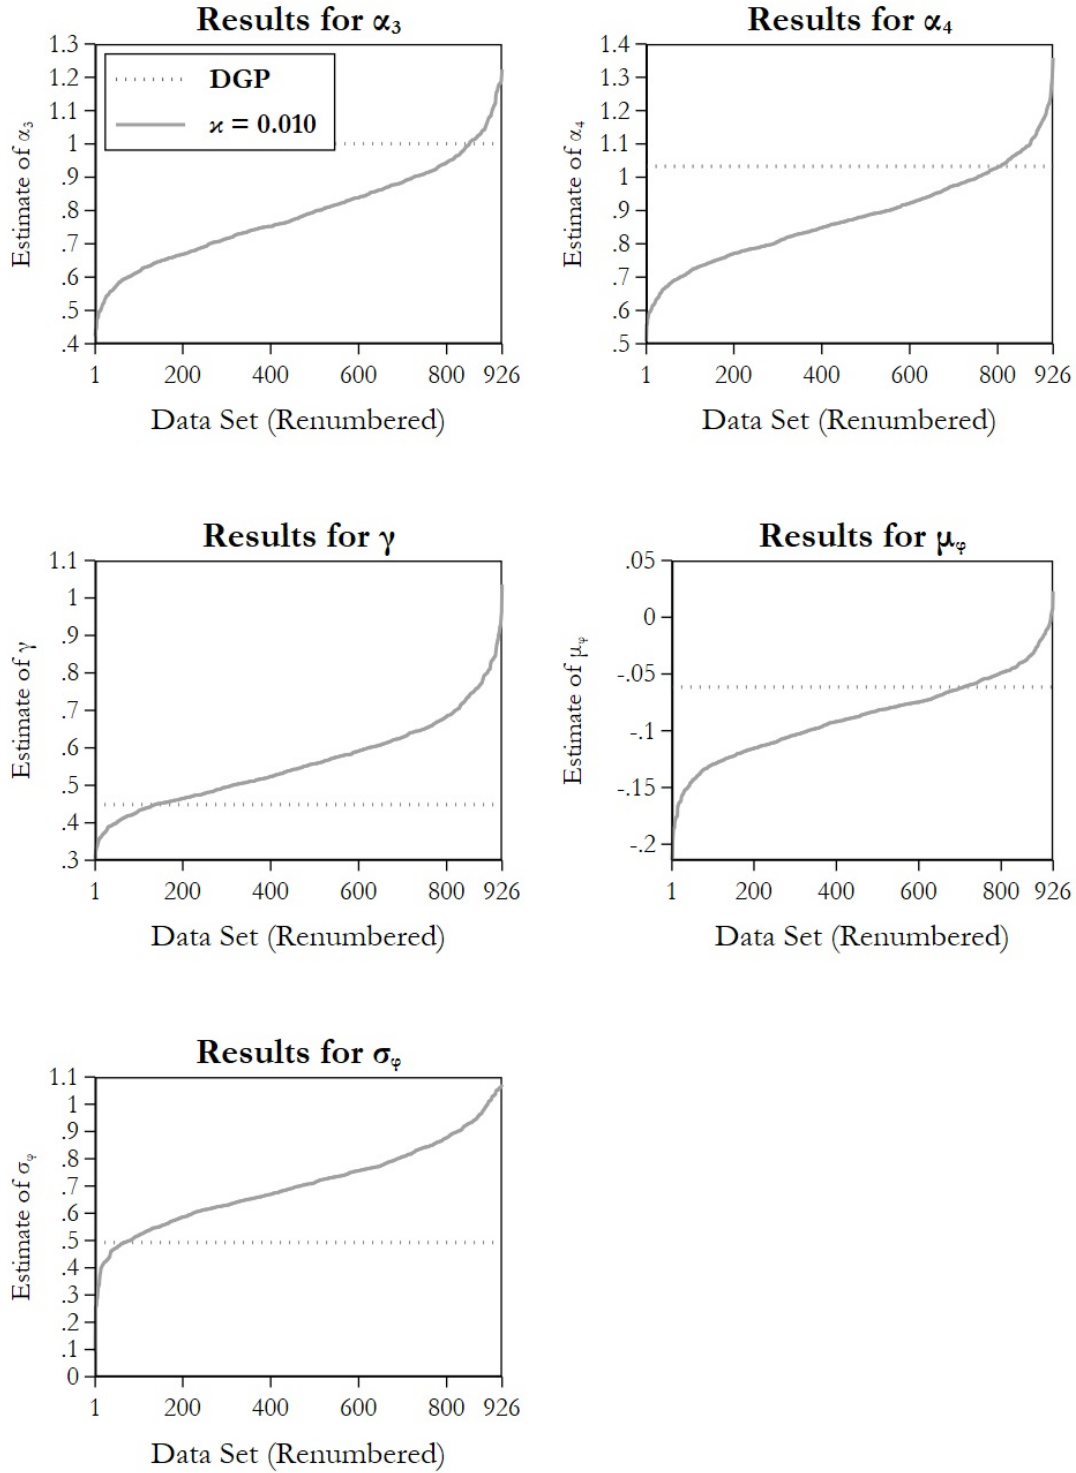 Results for α₃
1.3
1.2
1.1
1
.9
.8
.7
.6
.5
.4
Estimate of α₃
DGP
ϰ = 0.010
1 200 400 600 800 926
Data Set (Renumbered)
Results for α₄
1.4
1.3
1.2
1.1
1
.9
.8
.7
.6
.5
Estimate of α₄
1 200 400 600 800 926
Data Set (Renumbered)
Results for γ
1.1
1
.9
.8
.7
.6
.5
.4
.3
Estimate of γ
1 200 400 600 800 926
Data Set (Renumbered)
Results for μᵩ
.05
0
-.05
-.1
-.15
-.2
Estimate of μᵩ
1 200 400 600 800 926
Data Set (Renumbered)
Results for σᵩ
1.1
1
.9
.8
.7
.6
.5
.4
.3
.2
.1
0
Estimate of σᵩ
1 200 400 600 800 926
Data Set (Renumbered)